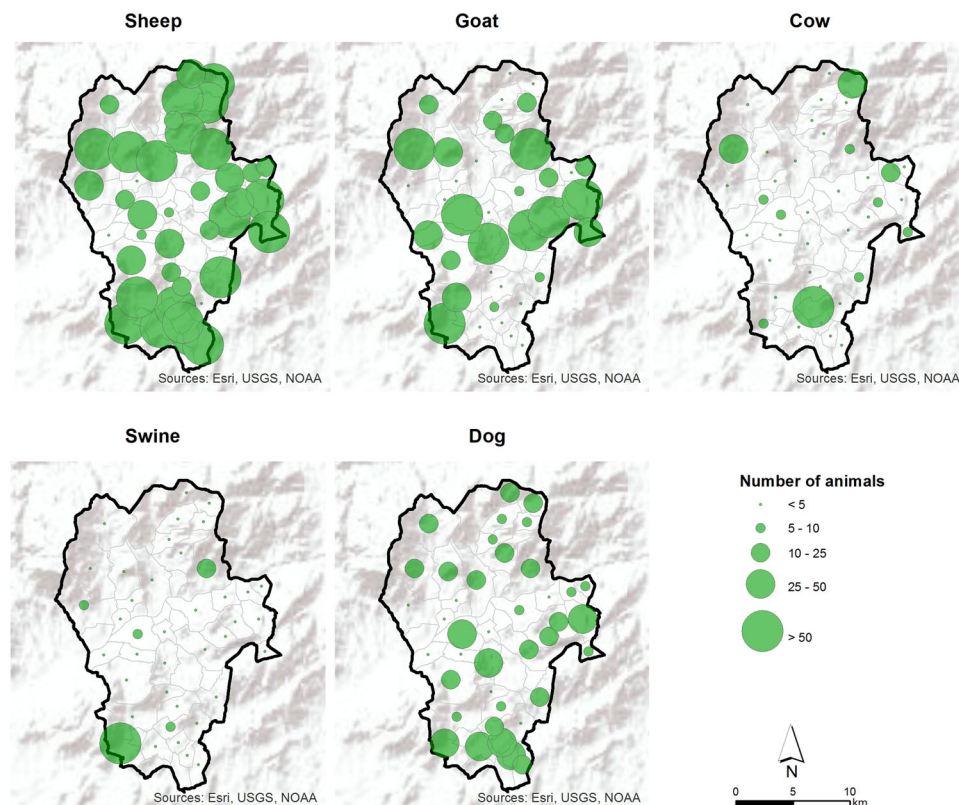 Sheep
Goat
Cow
Sources: Esri, USGS, NOAA
Sources: Esri, USGS, NOAA
Sources: Esri, USGS, NOAA
Swine
Dog
Number of animals
< 5
5 - 10
10 - 25
25 - 50
> 50
N
0 5 10
km
Sources: Esri, USGS, NOAA
Sources: Esri, USGS, NOAA